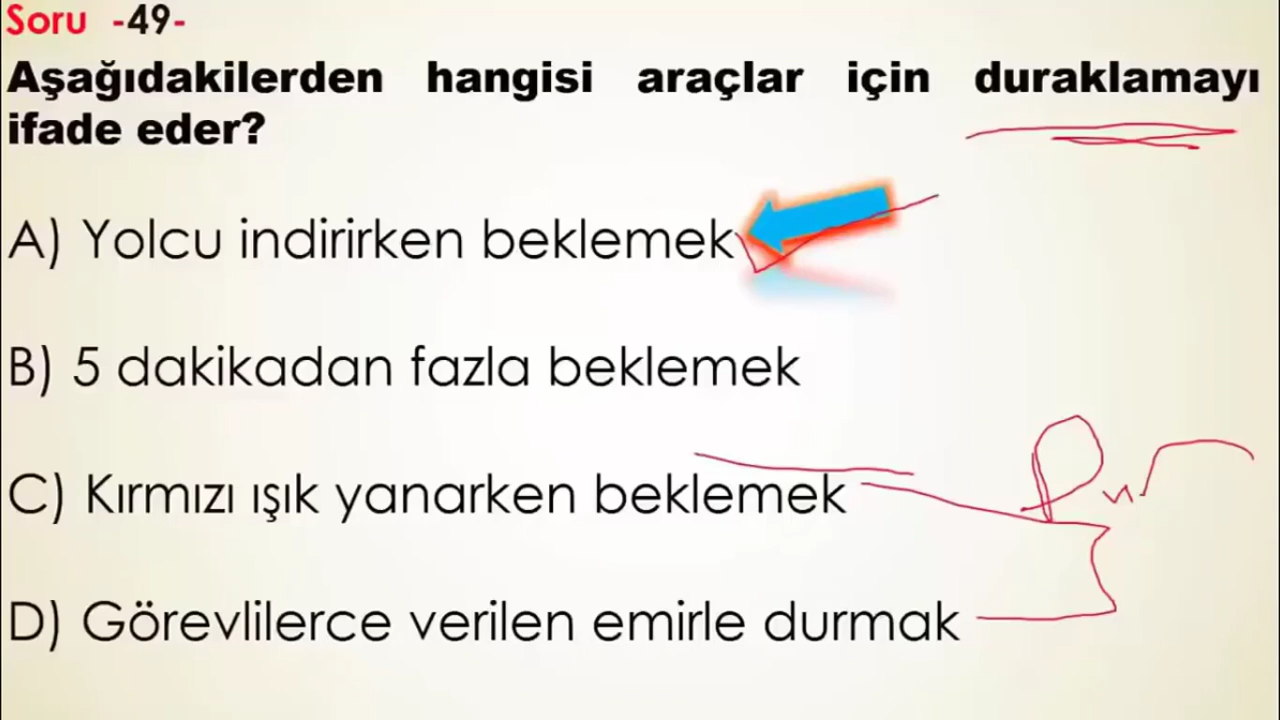 Soru -49-
Aşağıdakilerden hangisi araçlar için duraklamayı
ifade eder?
A) Yolcu indirirken beklemek
B) 5 dakikadan fazla beklemek
C) Kırmızı ışık yanarken beklemek
D) Görevlilerce verilen emirle durmak